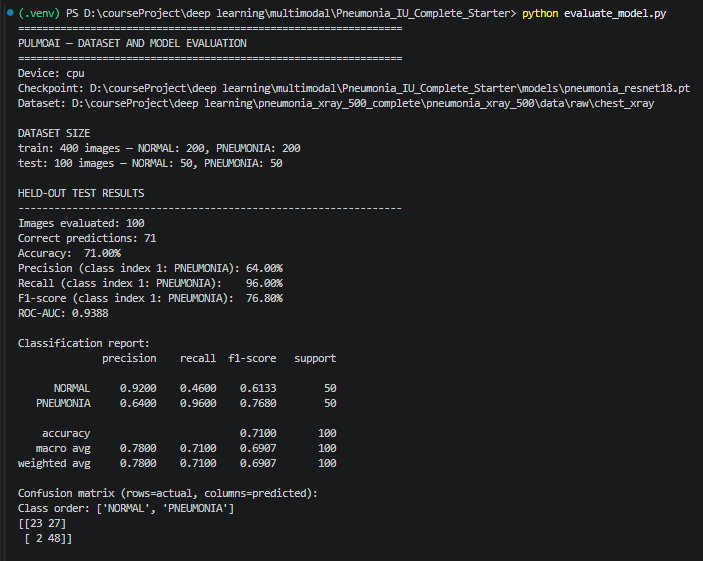 (.venv) PS D:\courseProject\deep learning\multimodal\Pneumonia_IU_Complete_Starter> python evaluate_model.py
================================================================
PULMOAI — DATASET AND MODEL EVALUATION
================================================================
Device: cpu
Checkpoint: D:\courseProject\deep learning\multimodal\Pneumonia_IU_Complete_Starter\models\pneumonia_resnet18.pt
Dataset: D:\courseProject\deep learning\pneumonia_xray_500_complete\pneumonia_xray_500\data\raw\chest_xray

DATASET SIZE
train: 400 images — NORMAL: 200, PNEUMONIA: 200
test: 100 images — NORMAL: 50, PNEUMONIA: 50

HELD-OUT TEST RESULTS
----------------------------------------------------------------
Images evaluated: 100
Correct predictions: 71
Accuracy:  71.00%
Precision (class index 1: PNEUMONIA): 64.00%
Recall (class index 1: PNEUMONIA):    96.00%
F1-score (class index 1: PNEUMONIA):  76.80%
ROC-AUC: 0.9388

Classification report:
              precision    recall  f1-score   support

      NORMAL     0.9200    0.4600    0.6133        50
   PNEUMONIA     0.6400    0.9600    0.7680        50

    accuracy                         0.7100       100
   macro avg     0.7800    0.7100    0.6907       100
weighted avg     0.7800    0.7100    0.6907       100

Confusion matrix (rows=actual, columns=predicted):
Class order: ['NORMAL', 'PNEUMONIA']
[[23 27]
 [ 2 48]]